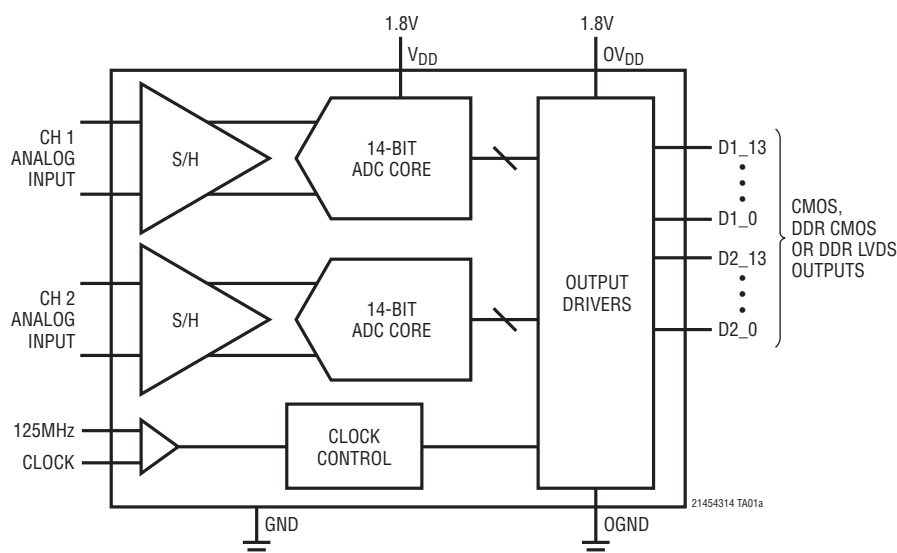 1.8V
1.8V
VDD
OVDD
CH 1
ANALOG
INPUT
S/H
14-BIT
ADC CORE
D1_13
D1_0
D2_13
D2_0
CMOS,
DDR CMOS
OR DDR LVDS
OUTPUTS
OUTPUT
DRIVERS
CH 2
ANALOG
INPUT
S/H
14-BIT
ADC CORE
125MHz
CLOCK
CLOCK
CONTROL
GND
OGND
21454314 TA01a